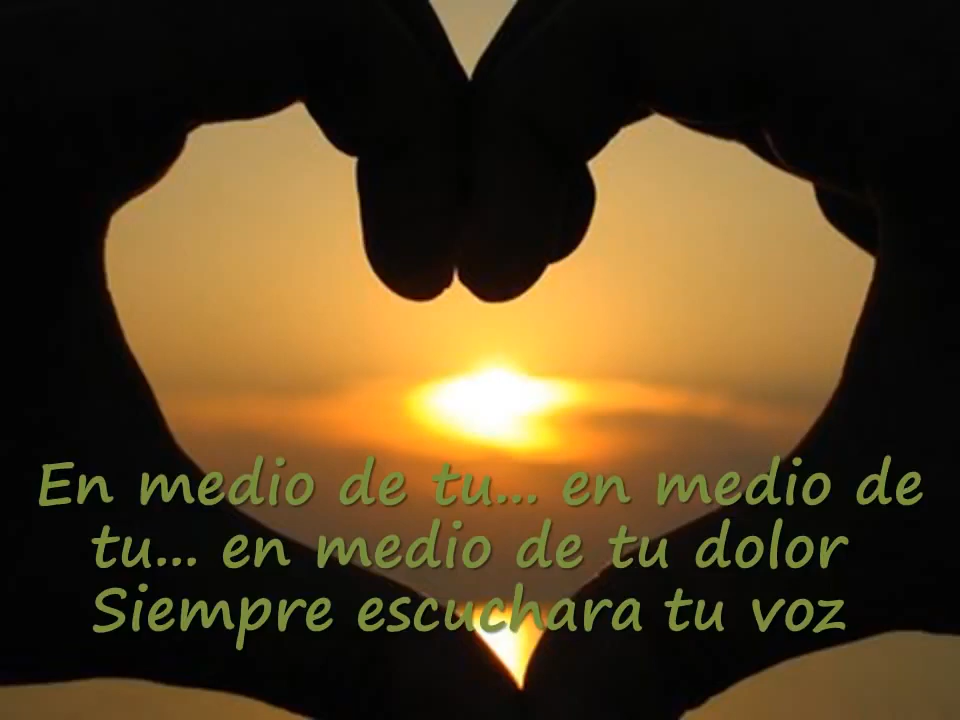 En medio de tu... en medio de
tu... en medio de tu dolor
Siempre escuchara tu voz